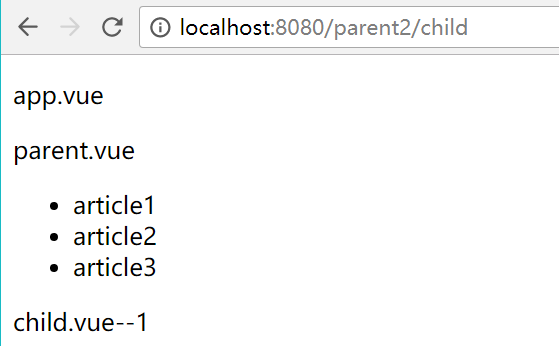 localhost:8080/parent2/child
app.vue
parent.vue
article1
article2
article3
child.vue--1